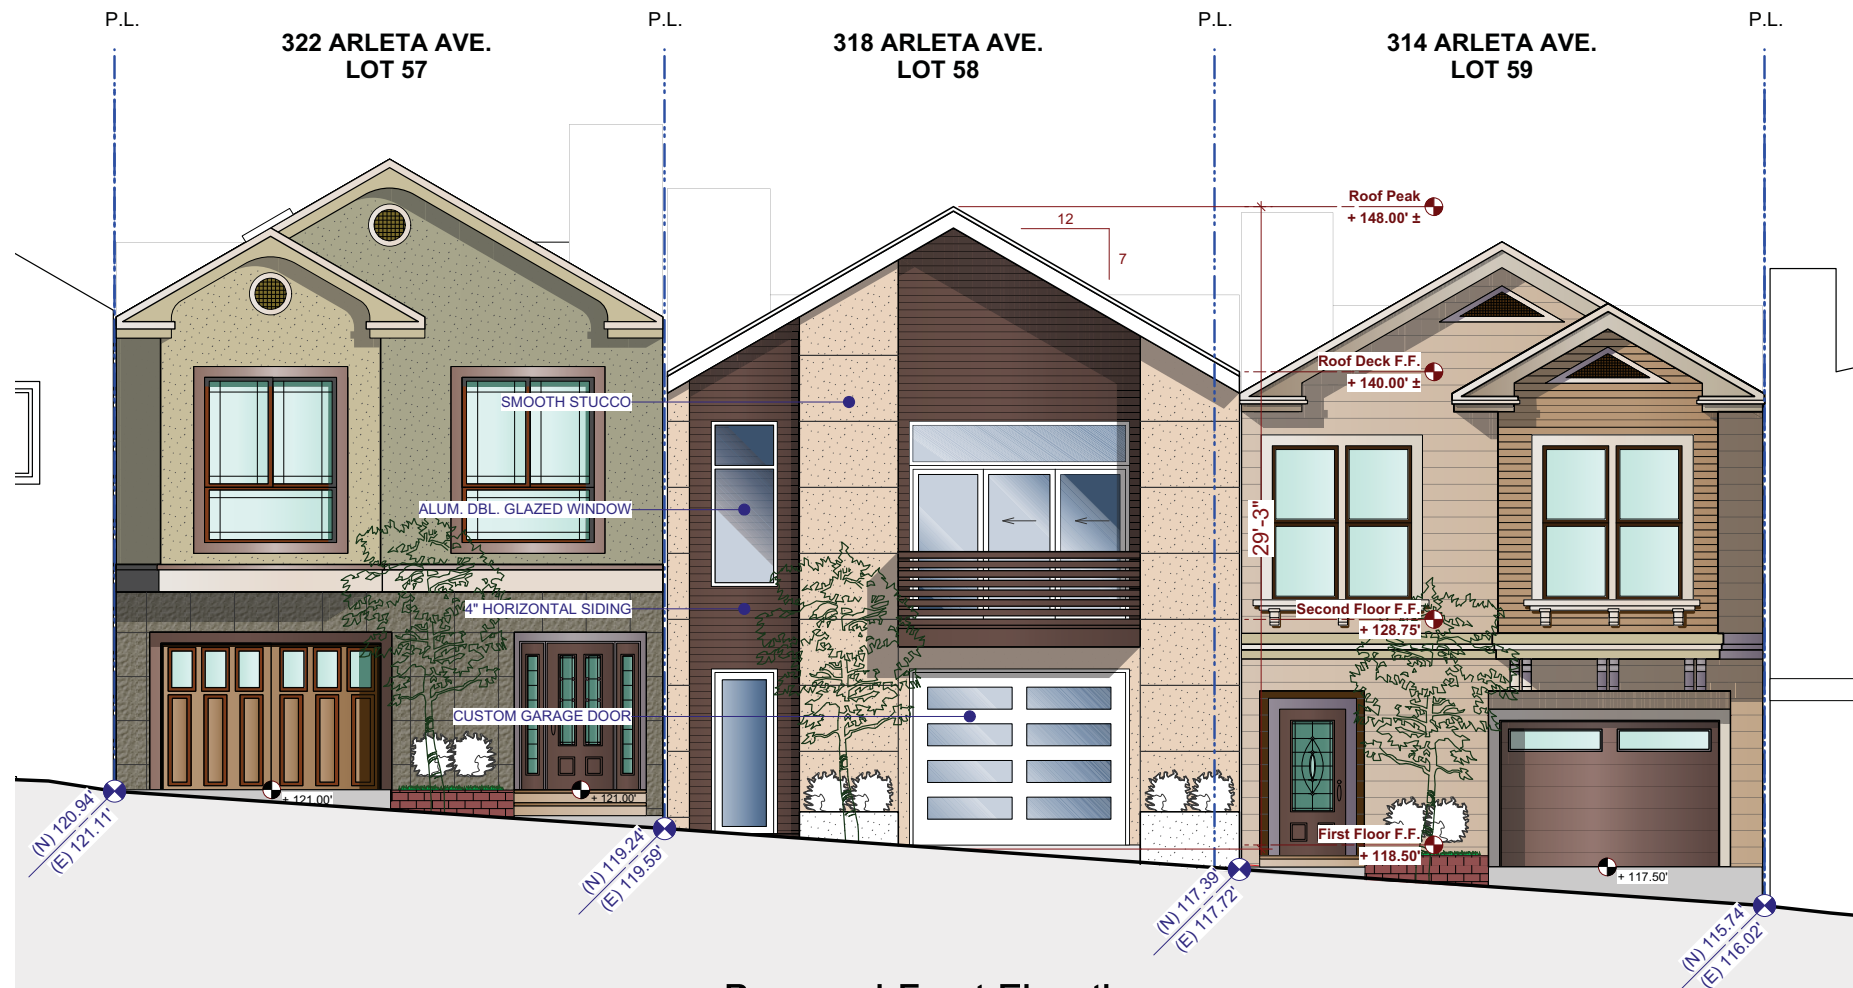 P.L.
P.L.
P.L.
P.L.
322 ARLETA AVE.
LOT 57
318 ARLETA AVE.
LOT 58
314 ARLETA AVE.
LOT 59
Roof Peak
+ 148.00' ±
12
7
Roof Deck F.F.
+ 140.00' ±
SMOOTH STUCCO
ALUM. DBL. GLAZED WINDOW
29'-3"
4" HORIZONTAL SIDING
Second Floor F.F.
+ 128.75'
CUSTOM GARAGE DOOR
+ 121.00'
+ 121.00'
First Floor F.F.
+ 118.50'
+ 117.50'
(N) 120.94'
(E) 121.11'
(N) 119.24'
(E) 119.59'
(N) 117.39'
(E) 117.72'
(N) 115.74'
(E) 116.02'